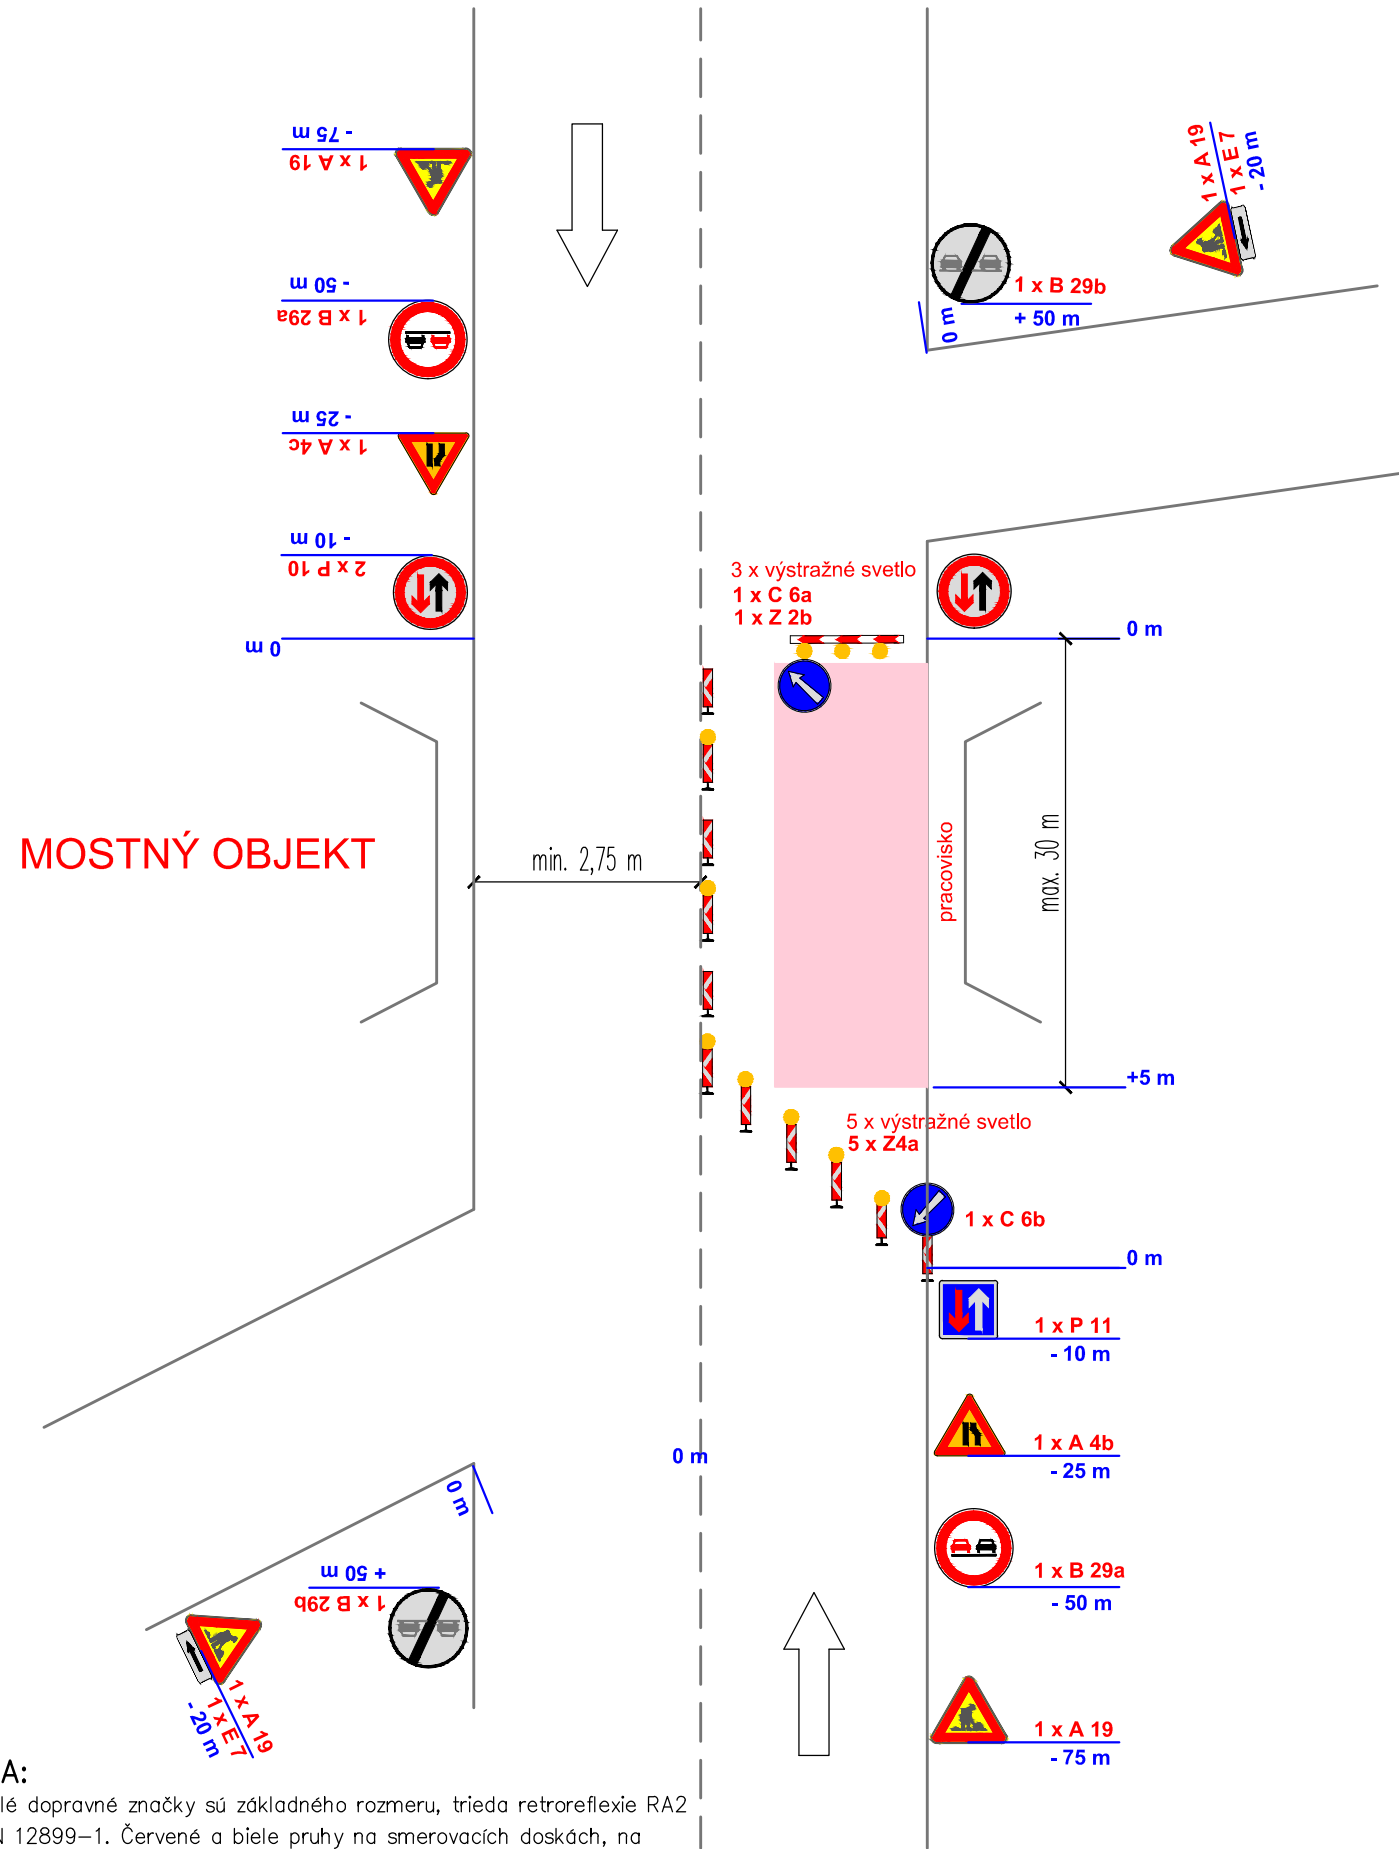 - 75 m
1 x A 19
- 50 m
1 x B 29a
- 25 m
1 x A 4c
- 10 m
2 x P 10
0 m
1 x A 19
1 x E 7
- 20 m
1 x B 29b
+ 50 m
0 m
3 x výstražné svetlo
1 x C 6a
1 x Z 2b
0 m
MOSTNÝ OBJEKT
min. 2,75 m
pracovisko
max. 30 m
+5 m
5 x výstražné svetlo
5 x Z4a
1 x C 6b
0 m
1 x P 11
- 10 m
1 x A 4b
- 25 m
0 m
0 m
1 x B 29a
- 50 m
+ 50 m
1 x B 29b
1 x A 19
1 x E 7
- 20 m
1 x A 19
- 75 m
A:
lé dopravné značky sú základného rozmeru, trieda retroreflexie RA2
N 12899-1. Červené a biele pruhy na smerovacích doskách, na